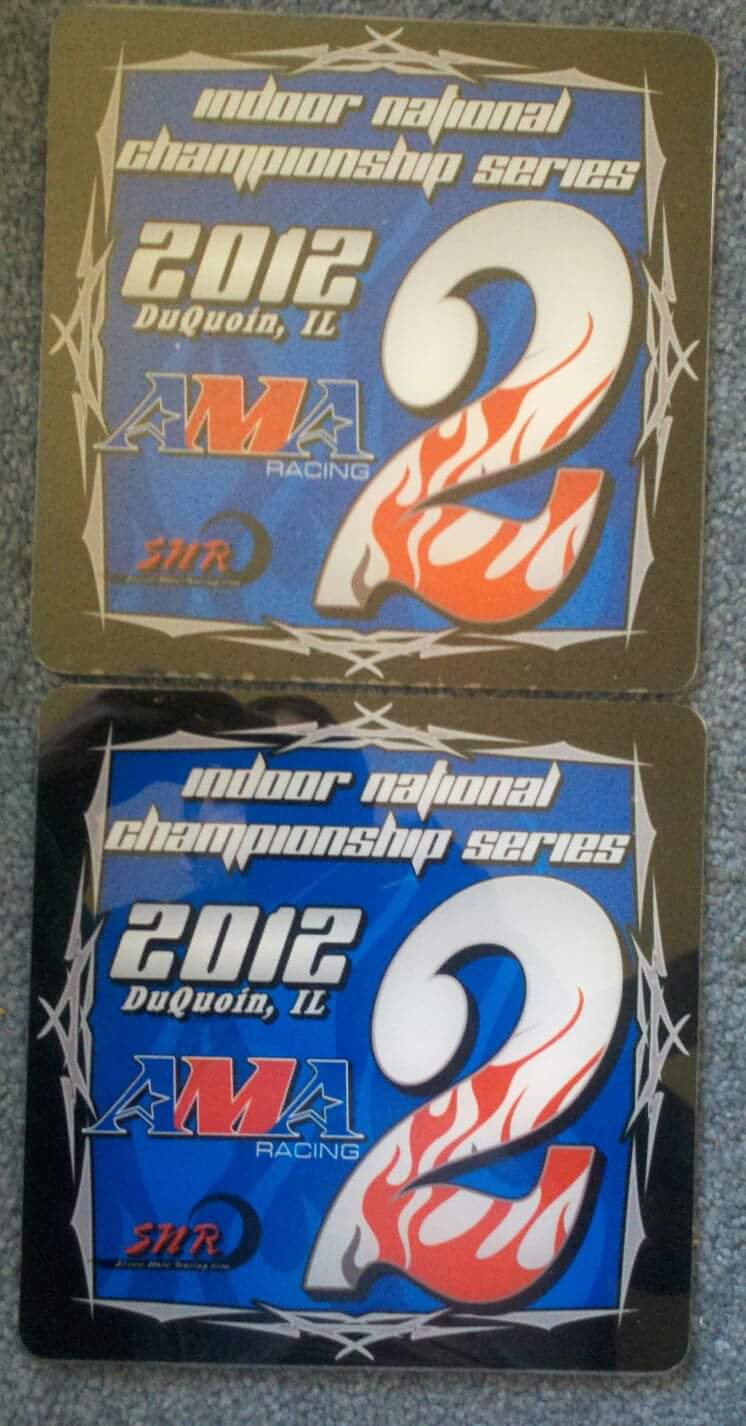 indoor national
championship series
2012
DuQuoin, IL
2
AMA
RACING
SNR
indoor national
championship series
2012
DuQuoin, IL
2
AMA
RACING
SNR